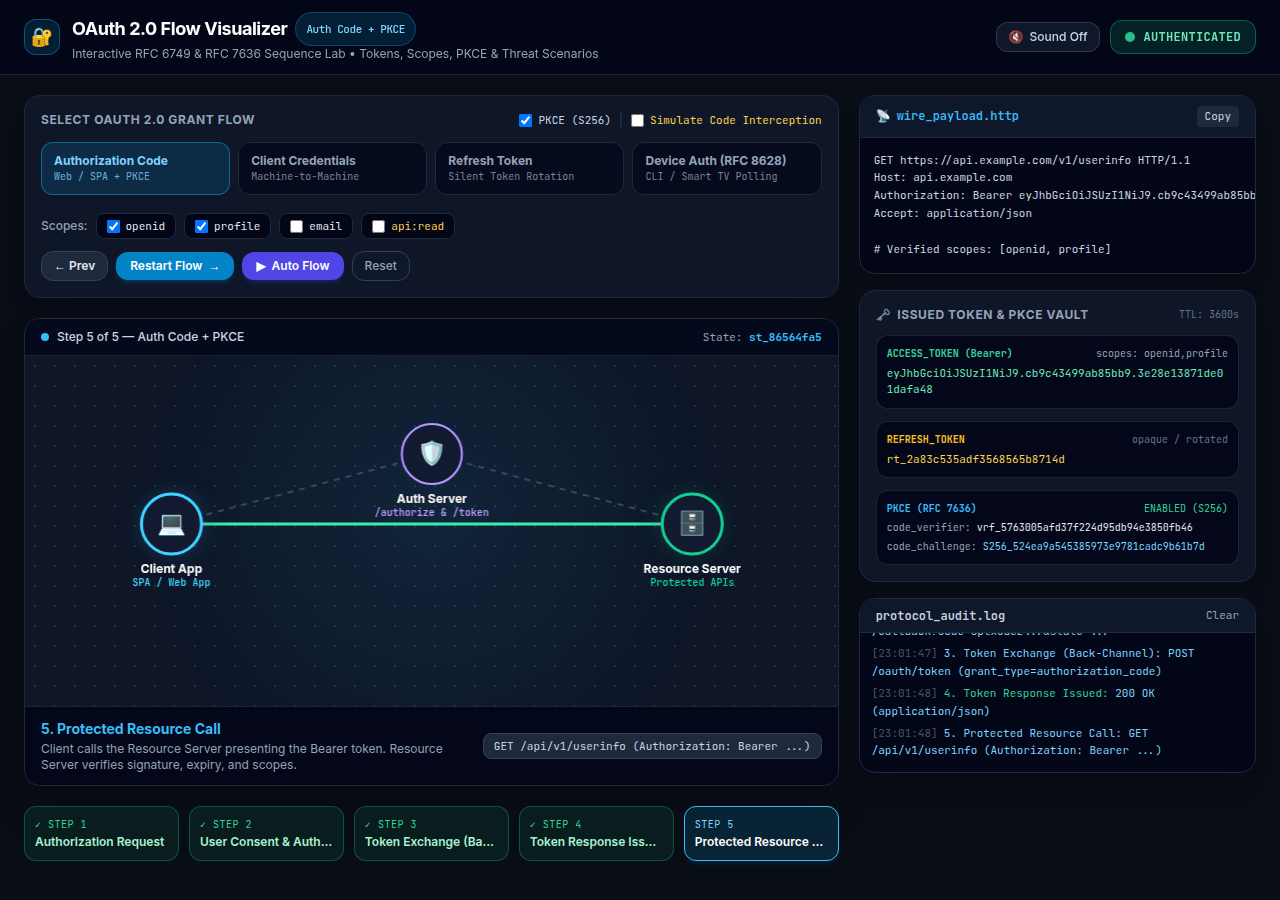 OAuth 2.0 Flow Visualizer
Auth Code + PKCE
Interactive RFC 6749 & RFC 7636 Sequence Lab • Tokens, Scopes, PKCE & Threat Scenarios
Sound Off
AUTHENTICATED
SELECT OAUTH 2.0 GRANT FLOW
PKCE (S256)
Simulate Code Interception
Authorization Code
Web / SPA + PKCE
Client Credentials
Machine-to-Machine
Refresh Token
Silent Token Rotation
Device Auth (RFC 8628)
CLI / Smart TV Polling
Scopes:
openid
profile
email
api:read
← Prev
Restart Flow →
▶ Auto Flow
Reset
Step 5 of 5 — Auth Code + PKCE
State: st_86564fa5
Auth Server
/authorize & /token
Client App
SPA / Web App
Resource Server
Protected APIs
5. Protected Resource Call
Client calls the Resource Server presenting the Bearer token. Resource
Server verifies signature, expiry, and scopes.
GET /api/v1/userinfo (Authorization: Bearer ...)
✓ STEP 1
Authorization Request
✓ STEP 2
User Consent & Auth...
✓ STEP 3
Token Exchange (Ba...
✓ STEP 4
Token Response Iss...
STEP 5
Protected Resource ...
wire_payload.http
Copy
GET https://api.example.com/v1/userinfo HTTP/1.1
Host: api.example.com
Authorization: Bearer eyJhbGciOiJSUzI1NiJ9.cb9c43499ab85bb
Accept: application/json
# Verified scopes: [openid, profile]
ISSUED TOKEN & PKCE VAULT
TTL: 3600s
ACCESS_TOKEN (Bearer)
scopes: openid,profile
eyJhbGciOiJSUzI1NiJ9.cb9c43499ab85bb9.3e28e13871de0
1dafa48
REFRESH_TOKEN
opaque / rotated
rt_2a83c535adf3568565b8714d
PKCE (RFC 7636)
ENABLED (S256)
code_verifier: vrf_5763005afd37f224d95db94e3850fb46
code_challenge: S256_524ea9a545385973e9781cadc9b61b7d
protocol_audit.log
Clear
[23:01:47] 3. Token Exchange (Back-Channel): POST
/oauth/token (grant_type=authorization_code)
[23:01:48] 4. Token Response Issued: 200 OK
(application/json)
[23:01:48] 5. Protected Resource Call: GET
/api/v1/userinfo (Authorization: Bearer ...)